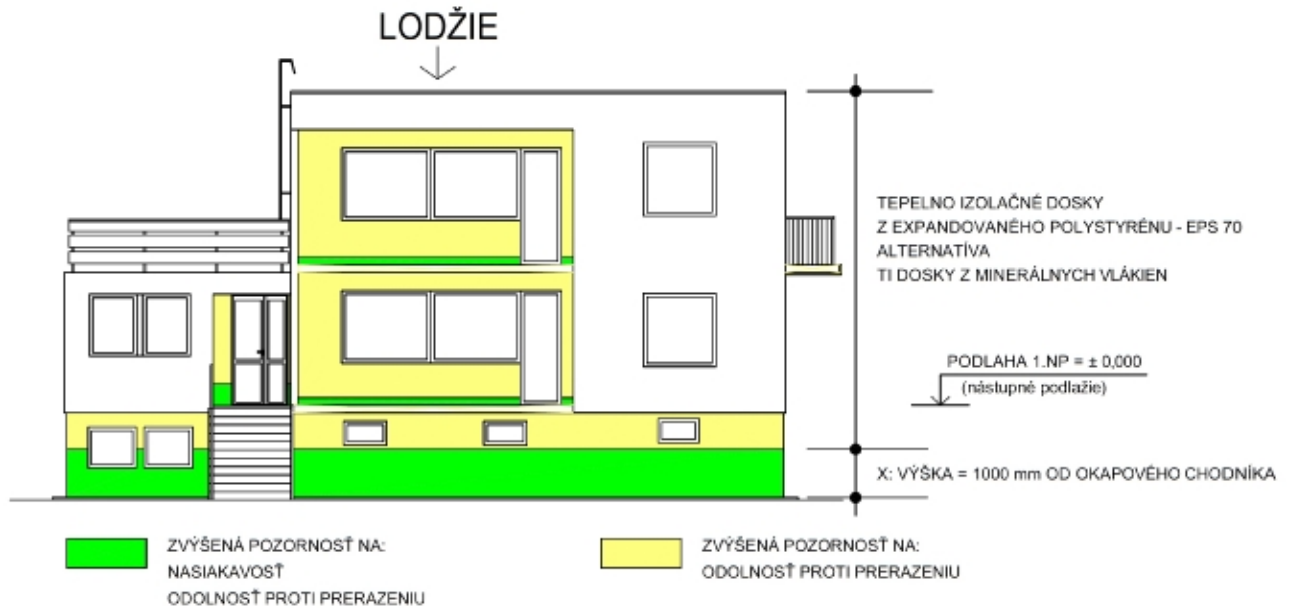 LODŽIE
TEPELNO IZOLAČNÉ DOSKY
Z EXPANDOVANÉHO POLYSTYRÉNU - EPS 70
ALTERNATÍVA
TI DOSKY Z MINERÁLNYCH VLÁKIEN
PODLAHA 1.NP = ± 0,000
(nástupné podlažie)
X: VÝŠKA = 1000 mm OD OKAPOVÉHO CHODNÍKA
ZVÝŠENÁ POZORNOSŤ NA:
NASIAKAVOSŤ
ODOLNOSŤ PROTI PRERAZENIU
ZVÝŠENÁ POZORNOSŤ NA:
ODOLNOSŤ PROTI PRERAZENIU